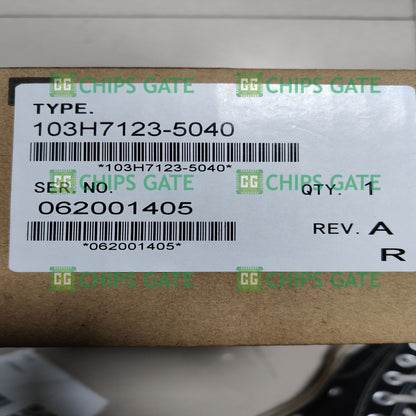 CHIPS GATE CHIPS GATE
TYPE.
103H7123-5040
*103H7123-5040*
CHIPS GATE CHIPS GATE
SER. NO. QTY. 1
062001405
REV. A
*062001405*
R
CHIPS GATE CHIPS GATE